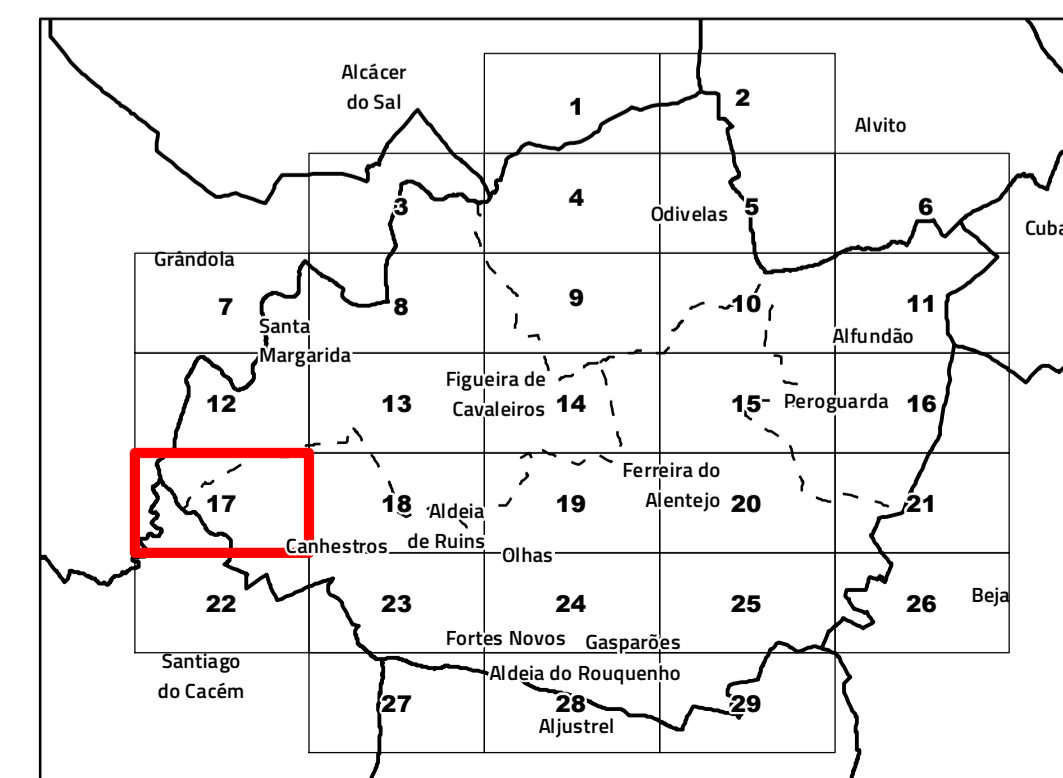 Alcácer
do Sal
1
2
Alvito
3
4
Odivelas
5
6
Cuba
Grândola
7
Santa
Margarida
8
9
10
11
Alfundão
12
13
Figueira de
Cavaleiros
14
15
Peroguarda
16
17
18
Aldeia
de Ruins
Canhestros
19
Olhas
Ferreira do
Alentejo
20
21
22
23
24
25
26
Beja
Fortes Novos
Gasparões
Santiago
do Cacém
Aldeia do Rouquenho
27
28
29
Aljustrel